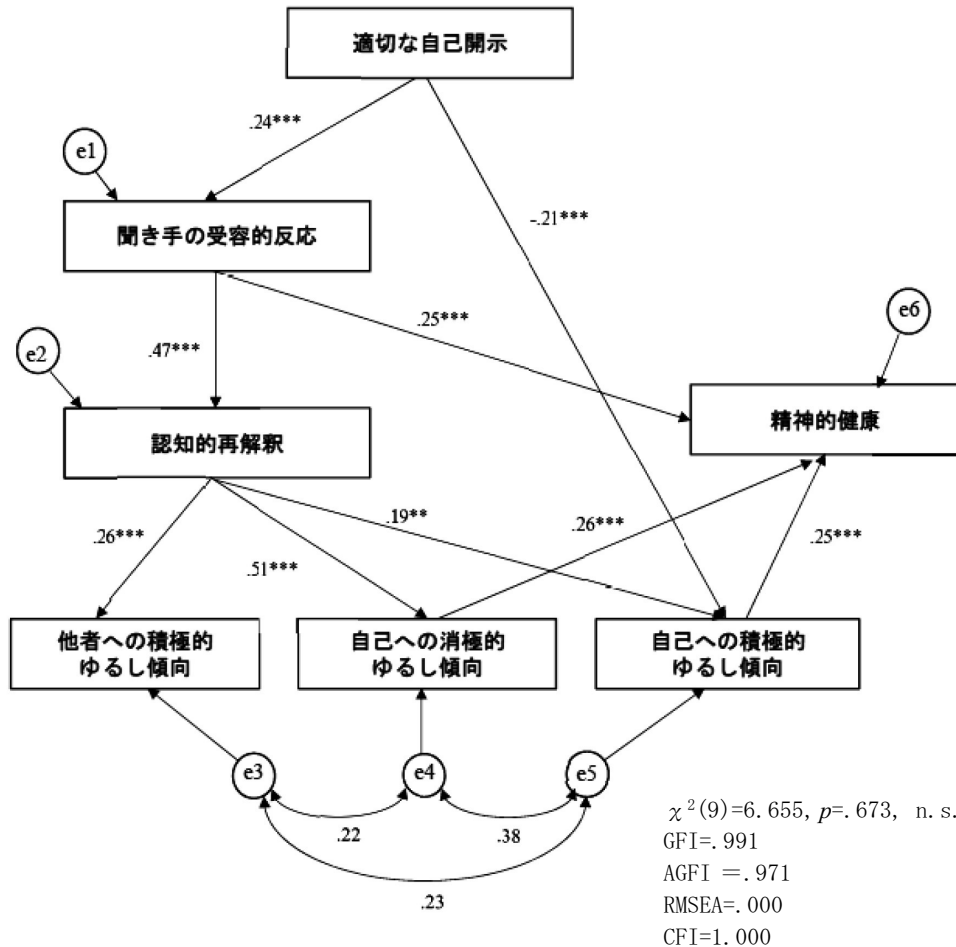 適切な自己開示
.24***
e1
-.21***
聞き手の受容的反応
.25***
e6
.47***
e2
精神的健康
認知的再解釈
.19**
.26***
.26***
.25***
.51***
他者への積極的
ゆるし傾向
自己への消極的
ゆるし傾向
自己への積極的
ゆるし傾向
e3
e4
e5
.22
.38
.23
χ²(9)=6.655, p=.673, n.s.
GFI=.991
AGFI =.971
RMSEA=.000
CFI=1.000